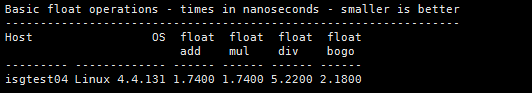 Basic float operations - times in nanoseconds - smaller is better
------------------------------------------------------------------
Host                 OS  float  float  float  float
                         add    mul    div    bogo
--------- ------------- ------ ------ ------ ------
isgtest04 Linux 4.4.131 1.7400 1.7400 5.2200 2.1800